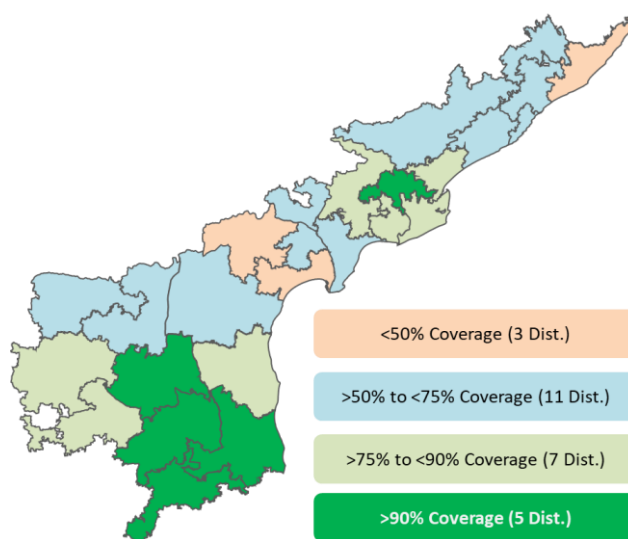 <50% Coverage (3 Dist.)
>50% to <75% Coverage (11 Dist.)
>75% to <90% Coverage (7 Dist.)
>90% Coverage (5 Dist.)